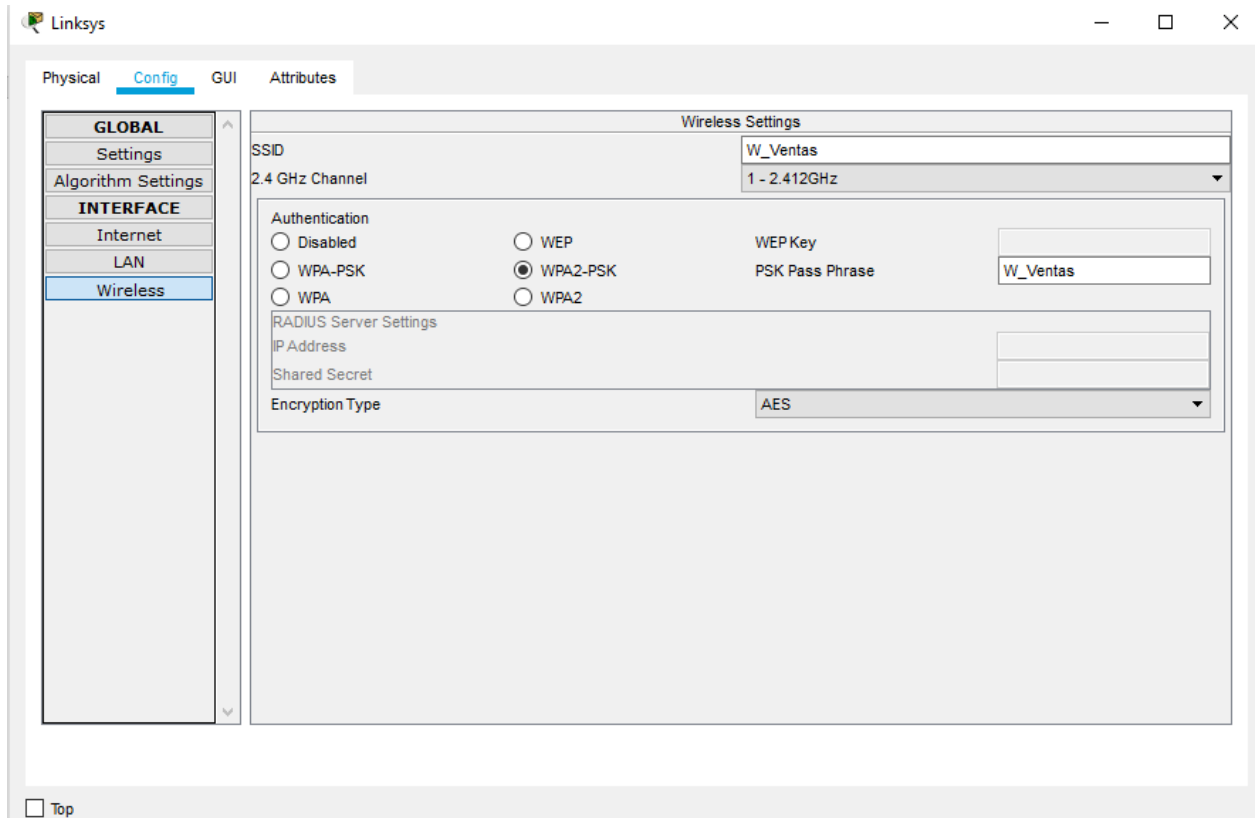 Linksys
Physical Config GUI Attributes
GLOBAL
Settings
Algorithm Settings
INTERFACE
Internet
LAN
Wireless
Wireless Settings
SSID W_Ventas
2.4 GHz Channel 1 - 2.412GHz
Authentication
Disabled WEP WEP Key
WPA-PSK WPA2-PSK PSK Pass Phrase W_Ventas
WPA WPA2
RADIUS Server Settings
IP Address
Shared Secret
Encryption Type AES
Top